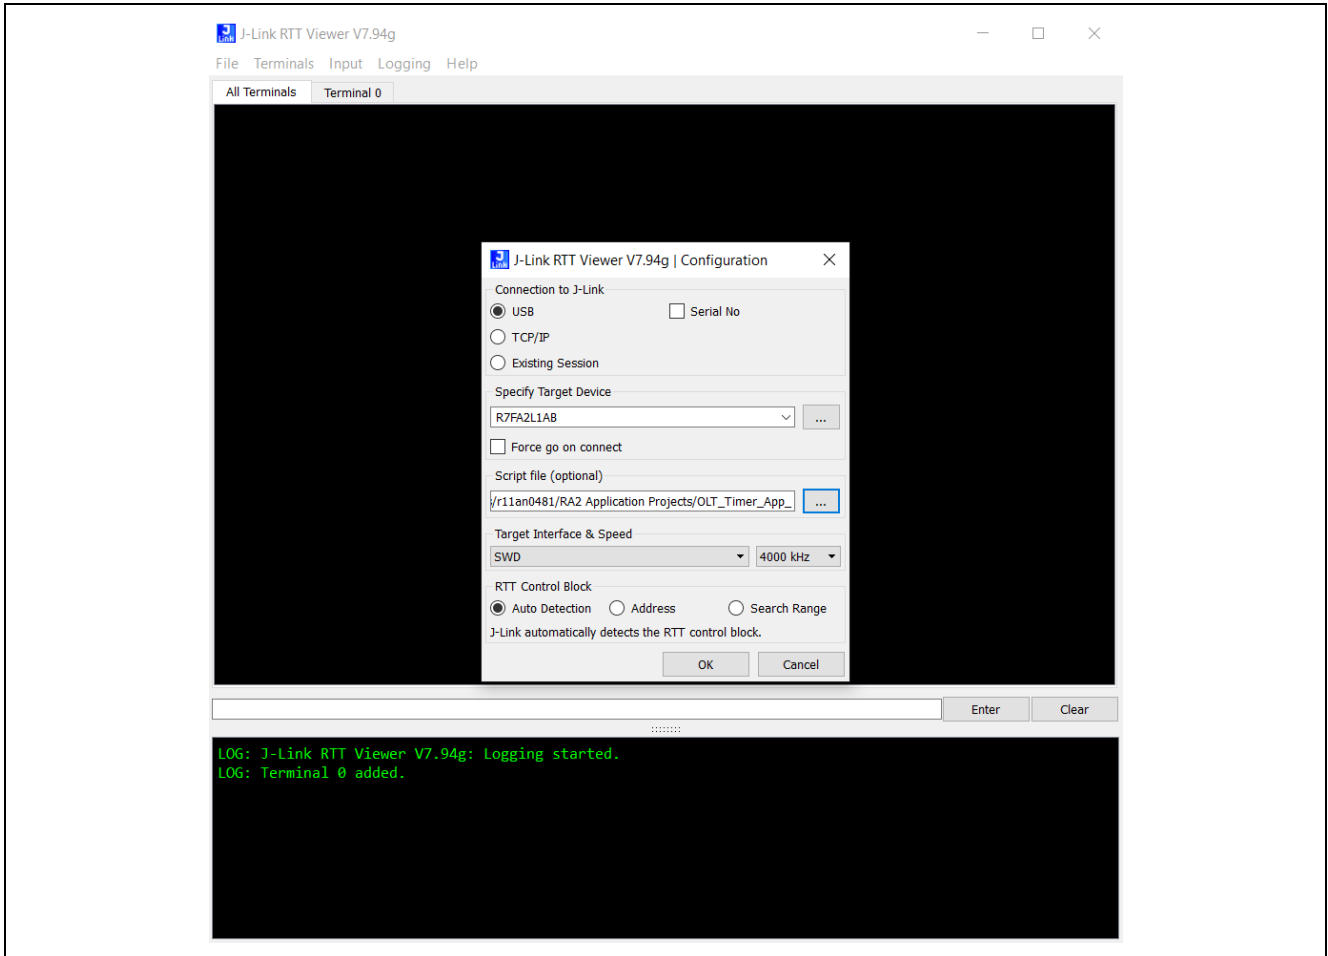 J-Link RTT Viewer V7.94g
File Terminals Input Logging Help
All Terminals Terminal 0
J-Link RTT Viewer V7.94g | Configuration
Connection to J-Link
USB Serial No
TCP/IP
Existing Session
Specify Target Device
R7FA2L1AB ...
Force go on connect
Script file (optional)
/r11an0481/RA2 Application Projects/OLT_Timer_App_ ...
Target Interface & Speed
SWD 4000 kHz
RTT Control Block
Auto Detection Address Search Range
J-Link automatically detects the RTT control block.
OK Cancel
Enter Clear
LOG: J-Link RTT Viewer V7.94g: Logging started.
LOG: Terminal 0 added.